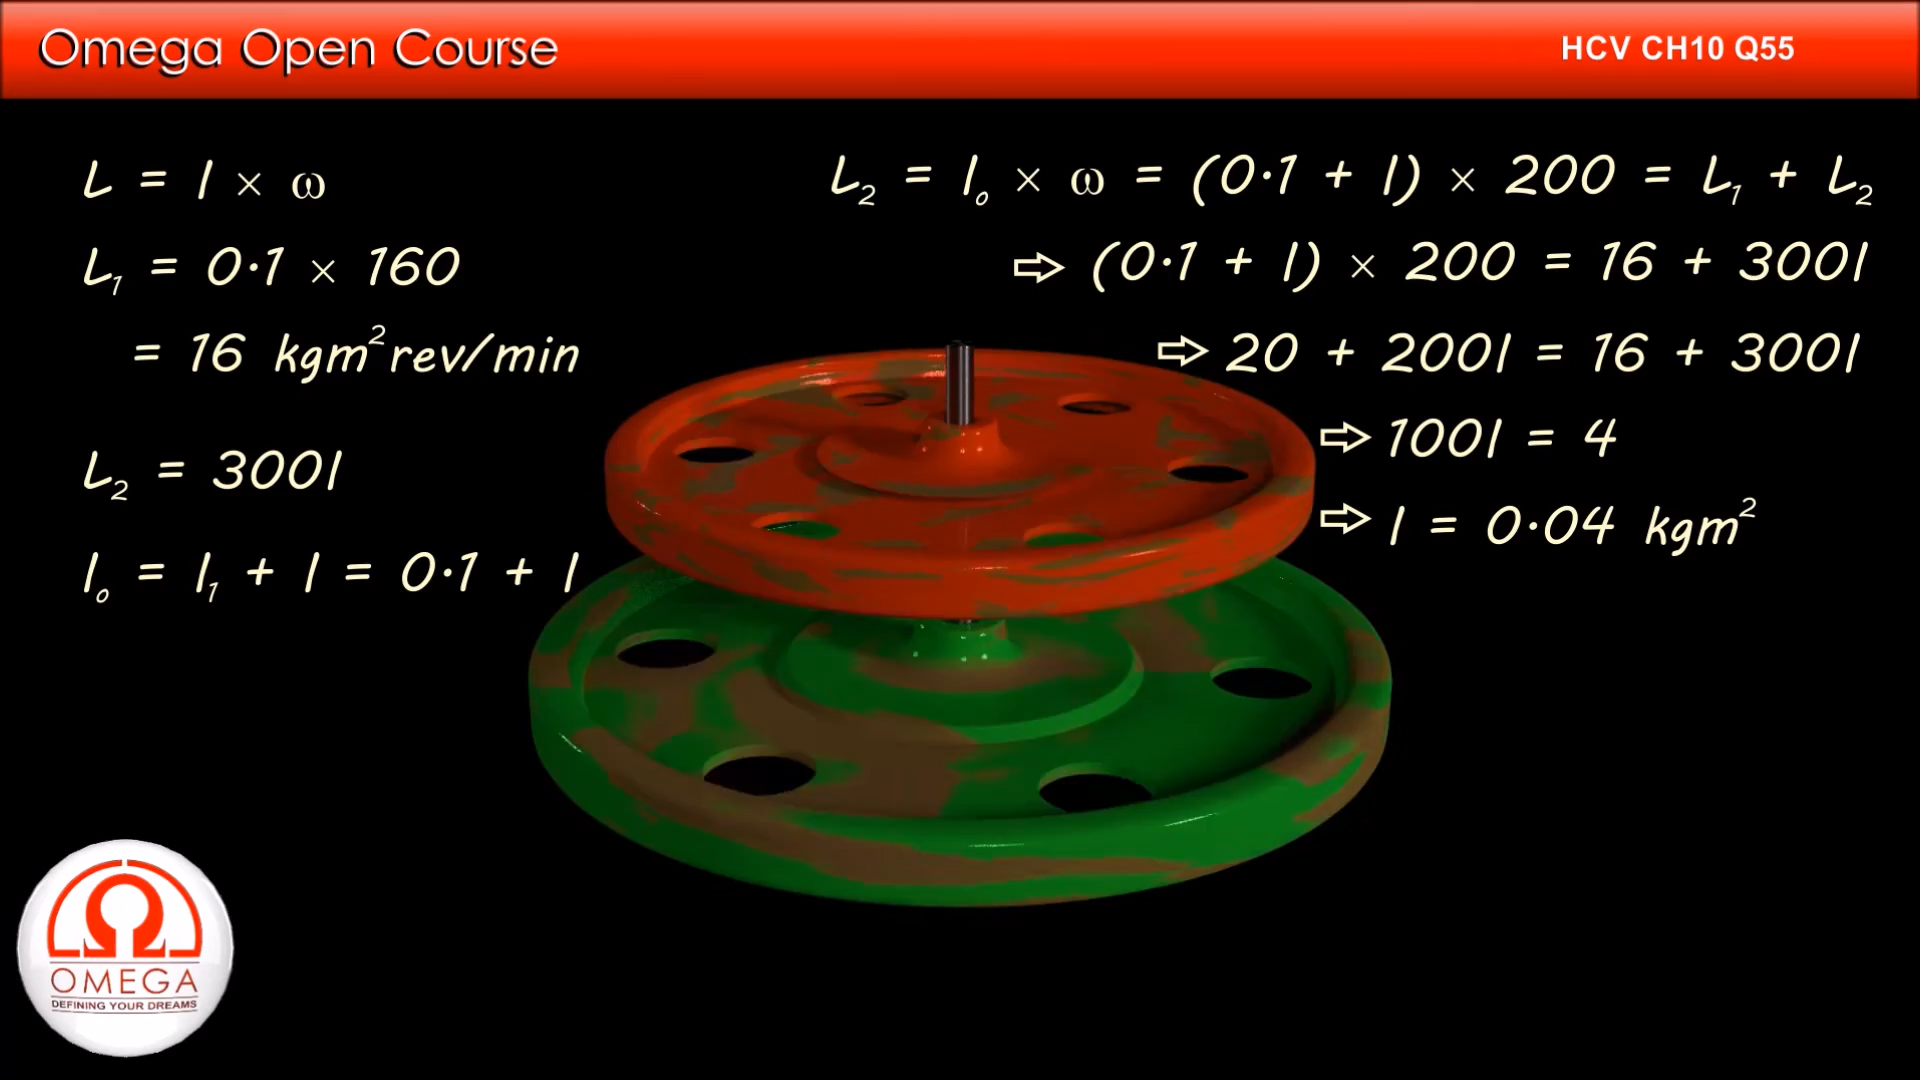 Omega Open Course
HCV CH10 Q55
L = I × ω
L₁ = 0·1 × 160
= 16 kgm² rev/min
L₂ = 300I
I₀ = I₁ + I = 0·1 + I
L₂ = I₀ × ω = (0·1 + I) × 200 = L₁ + L₂
⇨ (0·1 + I) × 200 = 16 + 300I
⇨ 20 + 200I = 16 + 300I
⇨ 100I = 4
⇨ I = 0·04 kgm²
OMEGA
DEFINING YOUR DREAMS